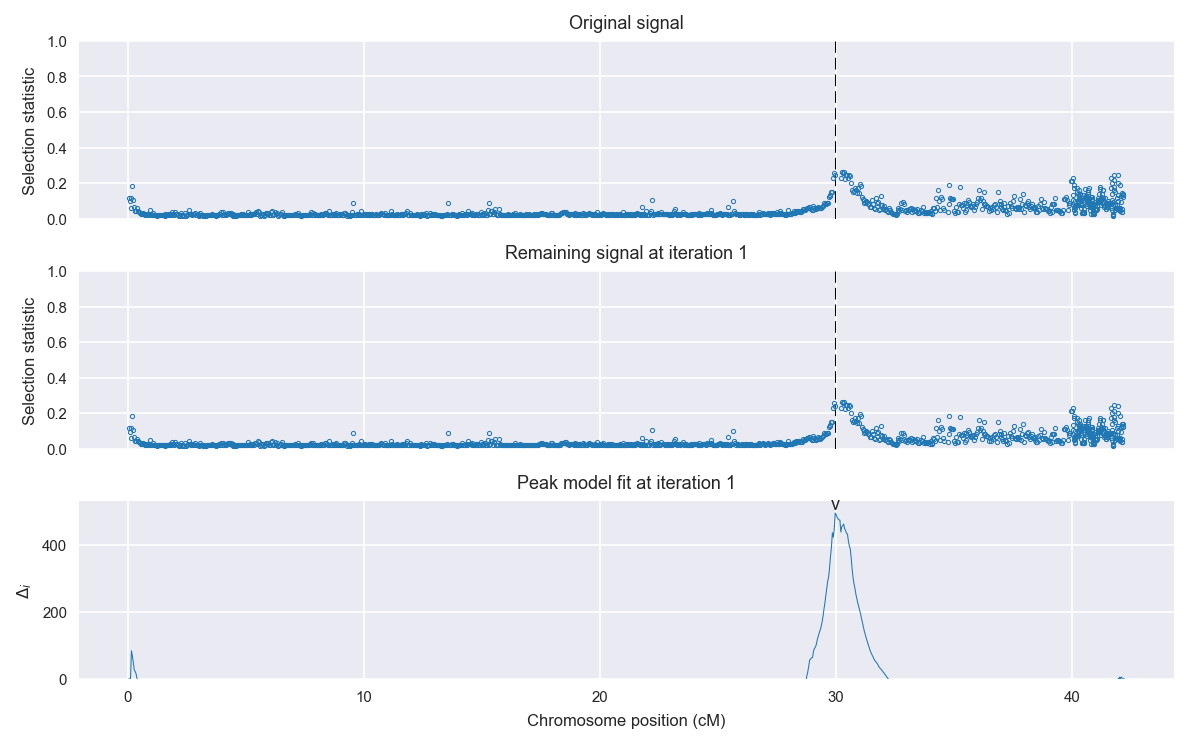 Original signal
Selection statistic
1.0
0.8
0.6
0.4
0.2
0.0
Remaining signal at iteration 1
Selection statistic
1.0
0.8
0.6
0.4
0.2
0.0
Peak model fit at iteration 1
v
Δi
400
200
0
0
10
20
30
40
Chromosome position (cM)